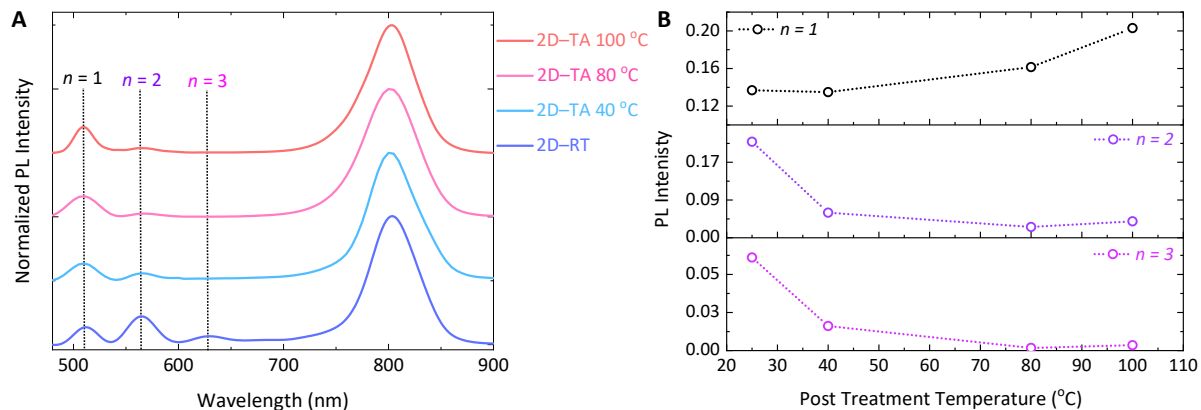 A
n = 1
n = 2
n = 3
2D–TA 100 °C
2D–TA 80 °C
2D–TA 40 °C
2D–RT
Normalized PL Intensity
500 600 700 800 900
Wavelength (nm)
B
n = 1
0.20
0.16
0.12
n = 2
0.17
0.09
0.00
n = 3
0.05
0.03
0.00
PL Intenisty
20 30 40 50 60 70 80 90 100 110
Post Treatment Temperature (°C)